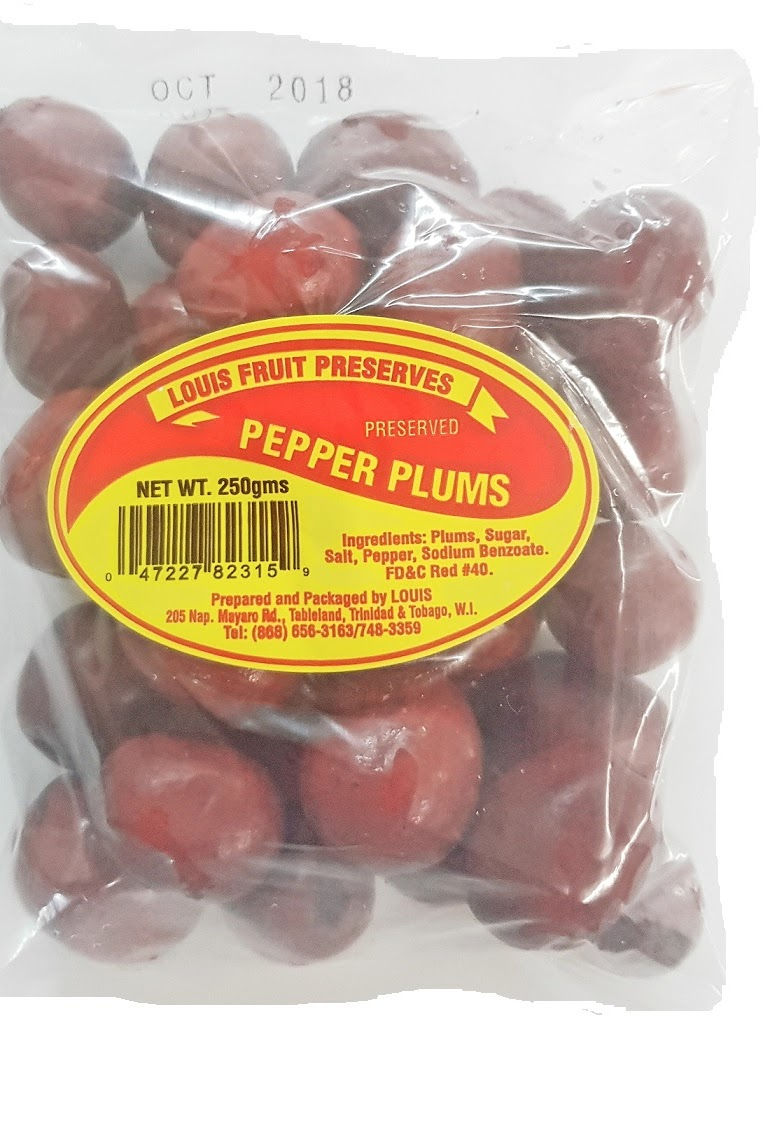 OCT 2018
LOUIS FRUIT PRESERVES
PRESERVED
PEPPER PLUMS
NET WT. 250gms
Ingredients: Plums, Sugar,
Salt, Pepper, Sodium Benzoate.
FD&C Red #40.
0 47227 82315 9
Prepared and Packaged by LOUIS
205 Nap. Mayaro Rd., Tableland, Trinidad & Tobago, W.I.
Tel: (868) 656-3163/748-3359